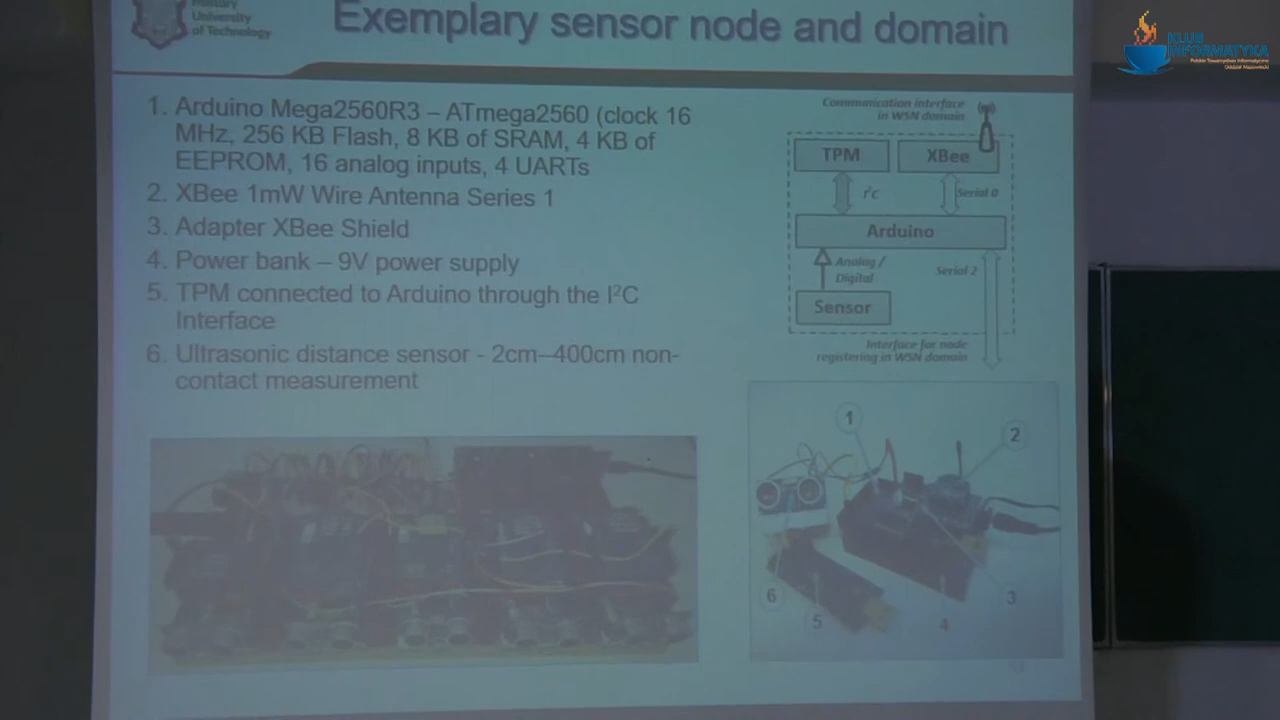 Military
University
of Technology
Exemplary sensor node and domain
KLUB
INFORMATYKA
Polskie Towarzystwo Informatyczne
Oddział Mazowiecki
1. Arduino Mega2560R3 – ATmega2560 (clock 16
MHz, 256 KB Flash, 8 KB of SRAM, 4 KB of
EEPROM, 16 analog inputs, 4 UARTs
2. XBee 1mW Wire Antenna Series 1
3. Adapter XBee Shield
4. Power bank – 9V power supply
5. TPM connected to Arduino through the I²C
Interface
6. Ultrasonic distance sensor - 2cm–400cm non-
contact measurement
Communication interface
in WSN domain
TPM
XBee
I²C
Serial 0
Arduino
Analog /
Digital
Serial 2
Sensor
Interface for node
registering in WSN domain
1
2
3
4
5
6